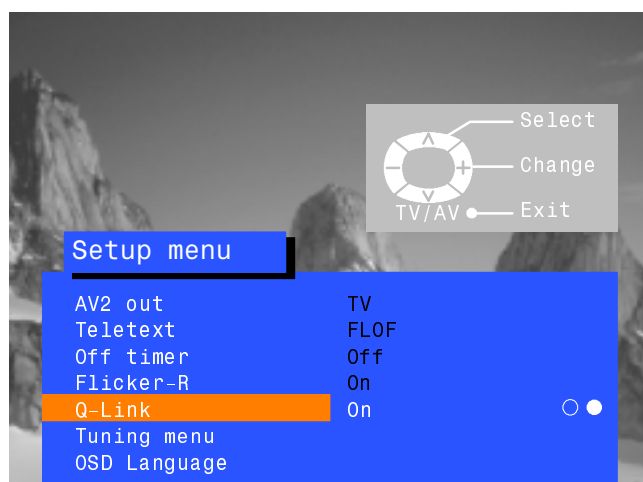 Select
Change
TV/AV Exit
Setup menu
AV2 out TV
Teletext FLOF
Off timer Off
Flicker-R On
Q-Link On
Tuning menu
OSD Language